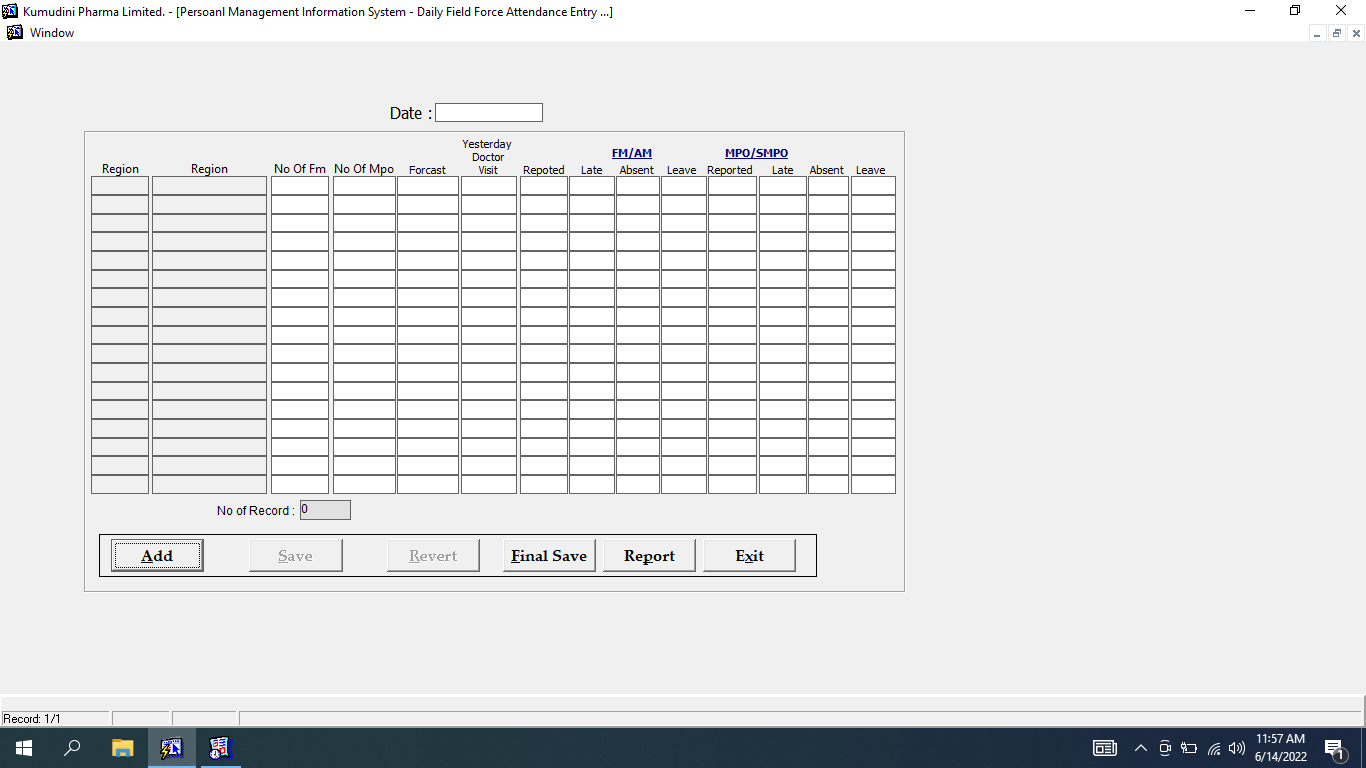 Kumudini Pharma Limited. - [Persoanl Management Information System - Daily Field Force Attendance Entry ...]
Window
Date :
Yesterday
Doctor
FM/AM MPO/SMPO
Region Region No Of Fm No Of Mpo Forcast Visit Repoted Late Absent Leave Reported Late Absent Leave
No of Record : 0
Add Save Revert Final Save Report Exit
Record: 1/1
11:57 AM
6/14/2022
1